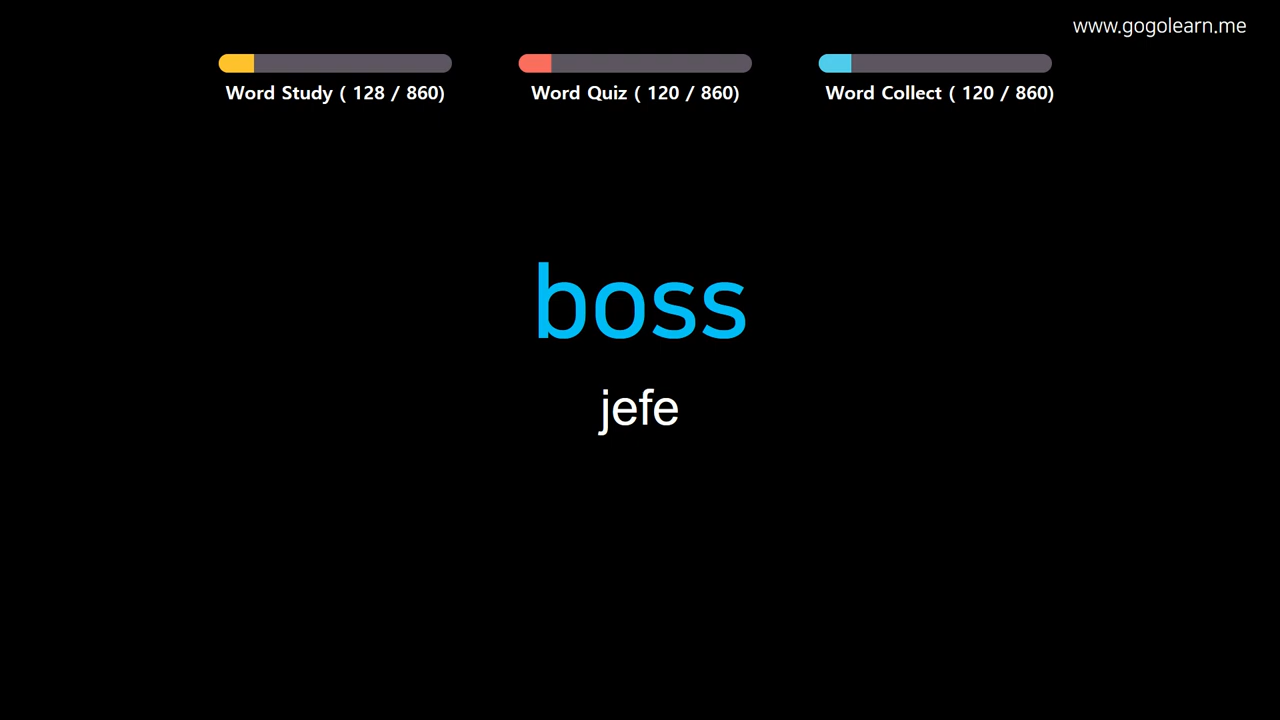 www.gogolearn.me
Word Study ( 128 / 860)
Word Quiz ( 120 / 860)
Word Collect ( 120 / 860)
boss
jefe